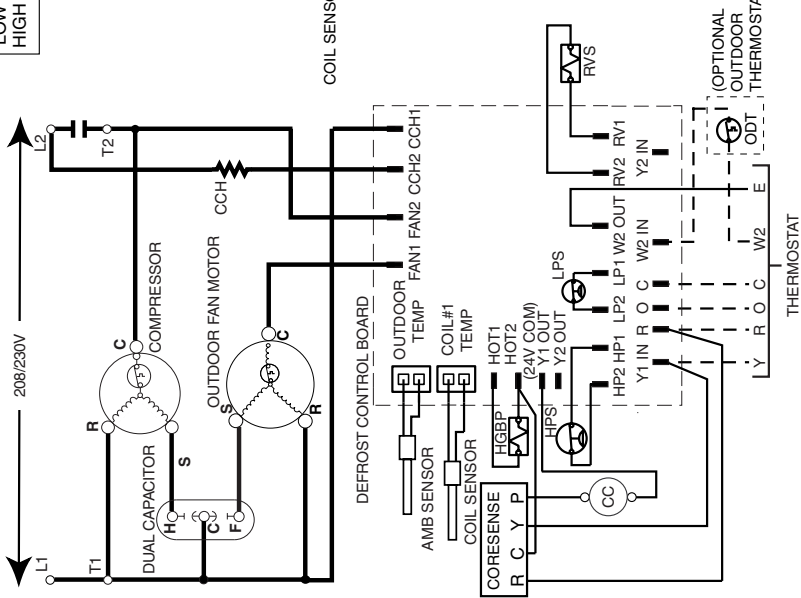 LOW
HIGH
208/230V
L1
L2
T1
T2
CCH
COMPRESSOR
C
R
S
DUAL CAPACITOR
H
C
F
OUTDOOR FAN MOTOR
S
C
R
DEFROST CONTROL BOARD
FAN1
FAN2
CCH2
CCH1
OUTDOOR
TEMP
COIL#1
TEMP
AMB SENSOR
COIL SENSOR
HOT1
HOT2
(24V COM)
Y1 OUT
Y2 OUT
HGBP
HPS
LPS
HP2
HP1
LP2
LP1
W2 OUT
RV2
RV1
RVS
Y1 IN
R
O
C
W2 IN
Y2 IN
CORESENSE
R
C
Y
P
CC
(OPTIONAL
OUTDOOR
ODT
Y
R
O
C
W2
E
THERMOSTAT